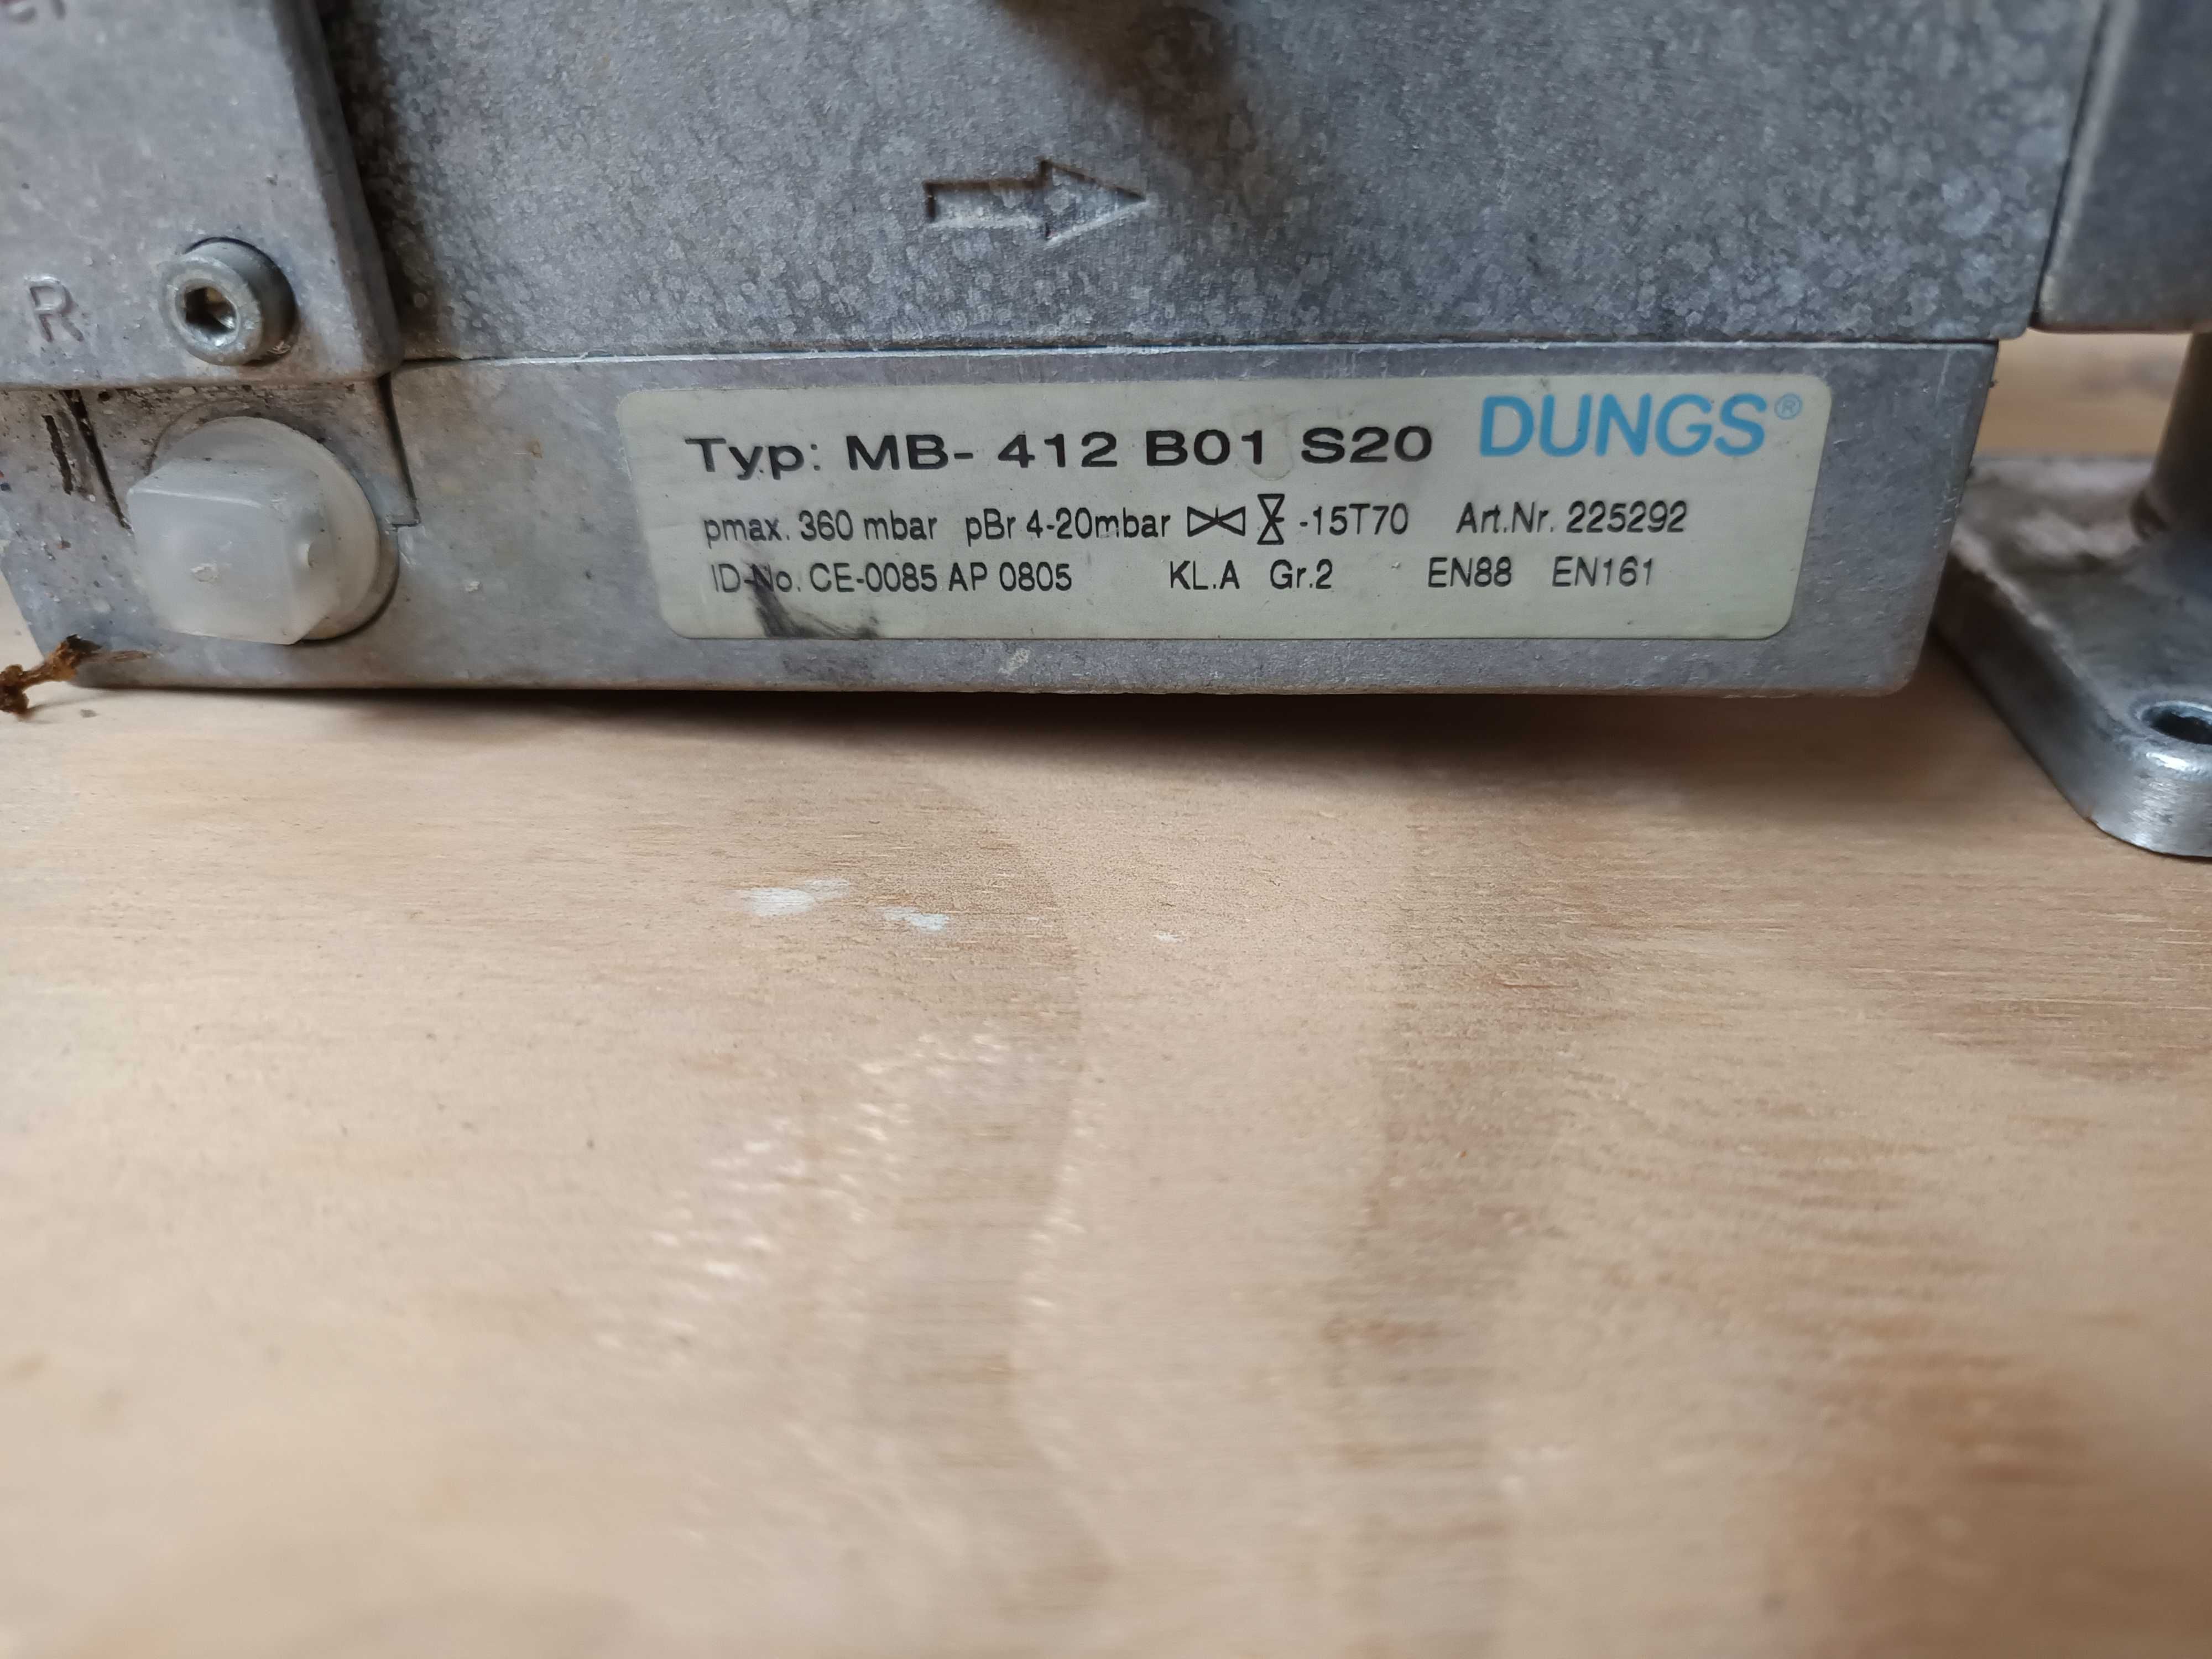 R
Typ: MB- 412 B01 S20 DUNGS®
pmax. 360 mbar pBr 4-20mbar -15T70 Art.Nr. 225292
ID-No. CE-0085 AP 0805 KL.A Gr.2 EN88 EN161